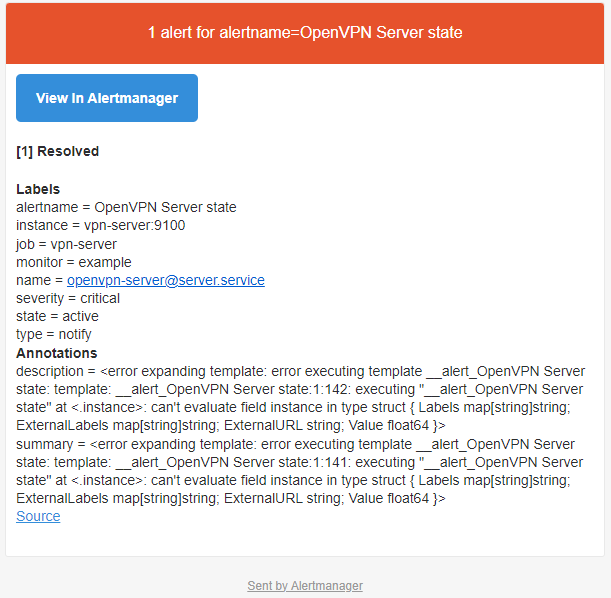 1 alert for alertname=OpenVPN Server state
View In Alertmanager
[1] Resolved
Labels
alertname = OpenVPN Server state
instance = vpn-server:9100
job = vpn-server
monitor = example
name = openvpn-server@server.service
severity = critical
state = active
type = notify
Annotations
description = <error expanding template: error executing template __alert_OpenVPN Server
state: template: __alert_OpenVPN Server state:1:142: executing "__alert_OpenVPN Server
state" at <.instance>: can't evaluate field instance in type struct { Labels map[string]string;
ExternalLabels map[string]string; ExternalURL string; Value float64 }>
summary = <error expanding template: error executing template __alert_OpenVPN Server
state: template: __alert_OpenVPN Server state:1:141: executing "__alert_OpenVPN Server
state" at <.instance>: can't evaluate field instance in type struct { Labels map[string]string;
ExternalLabels map[string]string; ExternalURL string; Value float64 }>
Source
Sent by Alertmanager